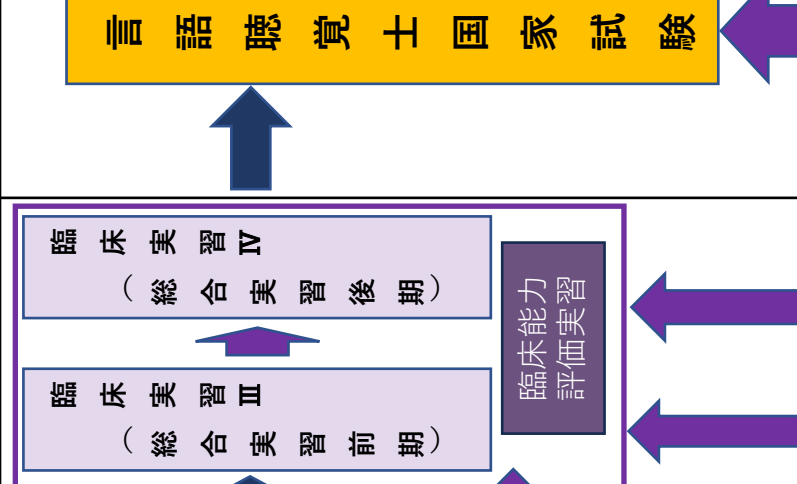 言語聴覚士国家試験
臨床実習Ⅳ
（総合実習後期）
臨床能力
評価実習
臨床実習Ⅲ
（総合実習前期）